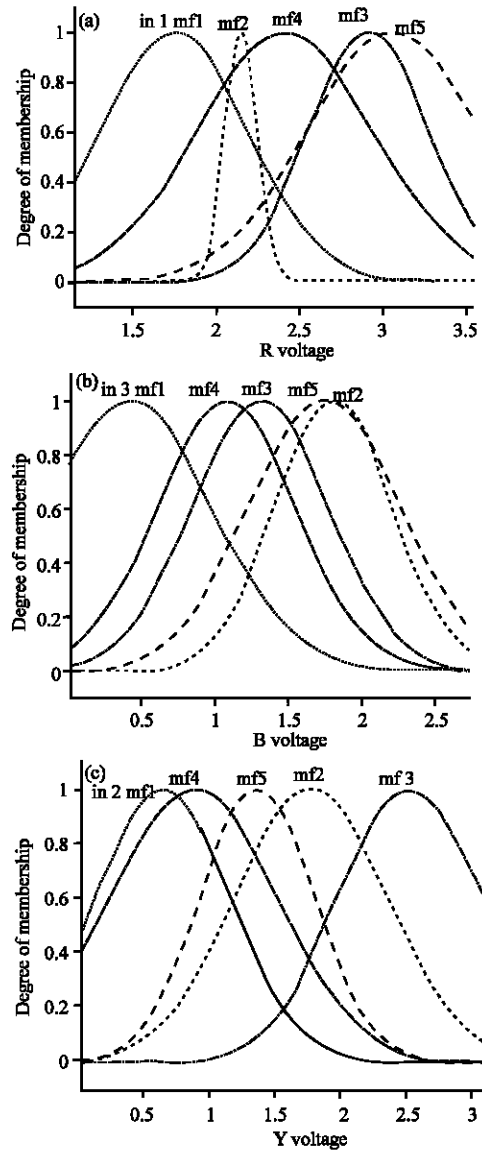 (a)
in 1 mf1 mf2 mf4 mf3 mf5
Degree of membership
1
0.8
0.6
0.4
0.2
0
1.5 2 2.5 3 3.5
R voltage
(b)
in 3 mf1 mf4 mf3 mf5 mf2
Degree of membership
1
0.8
0.6
0.4
0.2
0
0.5 1 1.5 2 2.5
B voltage
(c)
in 2 mf1 mf4 mf5 mf2 mf 3
Degree of membership
1
0.8
0.6
0.4
0.2
0
0.5 1 1.5 2 2.5 3
Y voltage